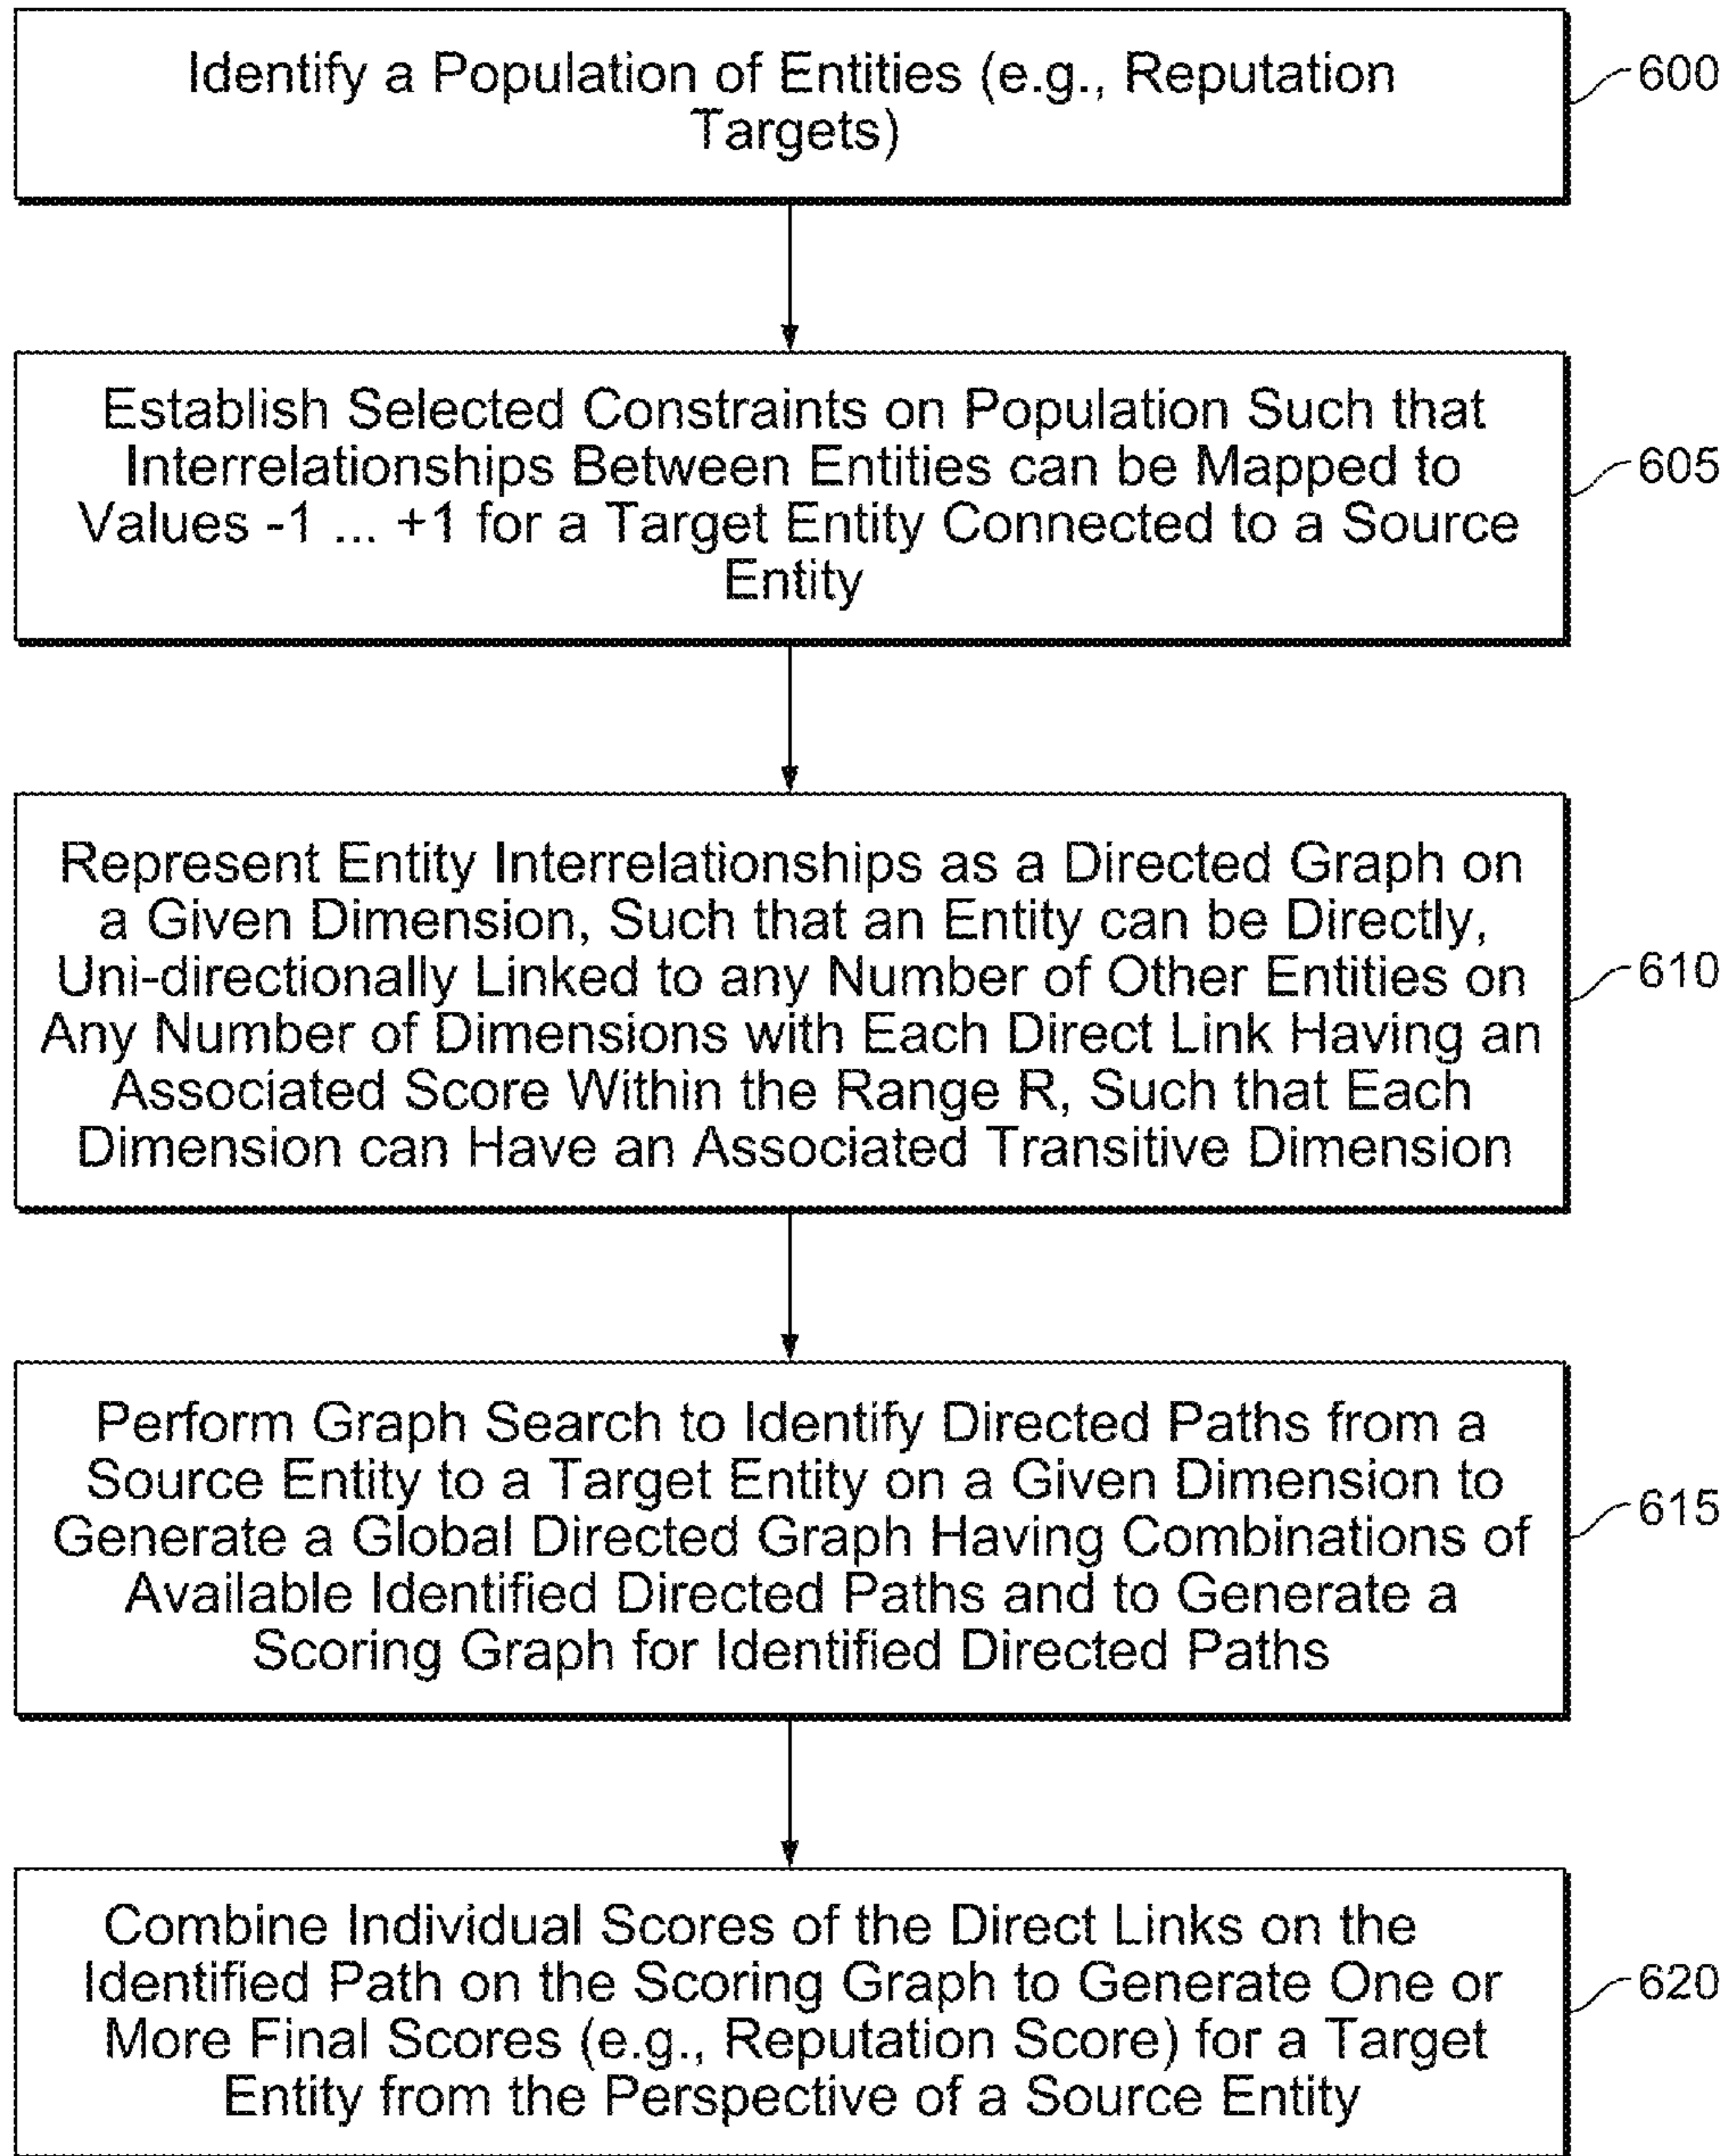 Identify a Population of Entities (e.g., Reputation
Targets)
600
Establish Selected Constraints on Population Such that
Interrelationships Between Entities can be Mapped to
Values -1 ... +1 for a Target Entity Connected to a Source
Entity
605
Represent Entity Interrelationships as a Directed Graph on
a Given Dimension, Such that an Entity can be Directly,
Uni-directionally Linked to any Number of Other Entities on
Any Number of Dimensions with Each Direct Link Having an
Associated Score Within the Range R, Such that Each
Dimension can Have an Associated Transitive Dimension
610
Perform Graph Search to Identify Directed Paths from a
Source Entity to a Target Entity on a Given Dimension to
Generate a Global Directed Graph Having Combinations of
Available Identified Directed Paths and to Generate a
Scoring Graph for Identified Directed Paths
615
Combine Individual Scores of the Direct Links on the
Identified Path on the Scoring Graph to Generate One or
More Final Scores (e.g., Reputation Score) for a Target
Entity from the Perspective of a Source Entity
620